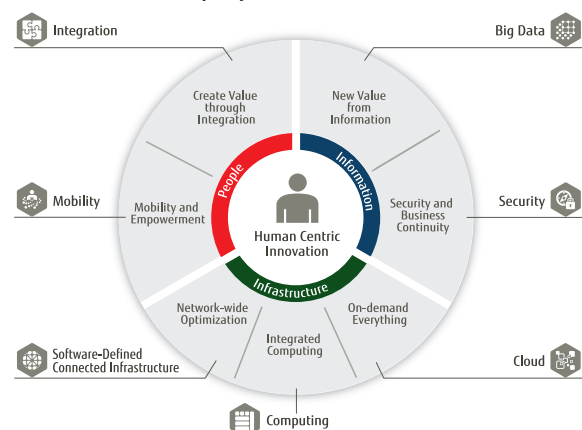 Integration
Big Data
Create Value
through
Integration
New Value
from
Information
People
Information
Mobility
Mobility and
Empowerment
Security and
Business
Continuity
Security
Human Centric
Innovation
Infrastructure
Network-wide
Optimization
On-demand
Everything
Integrated
Computing
Software-Defined
Connected Infrastructure
Cloud
Computing